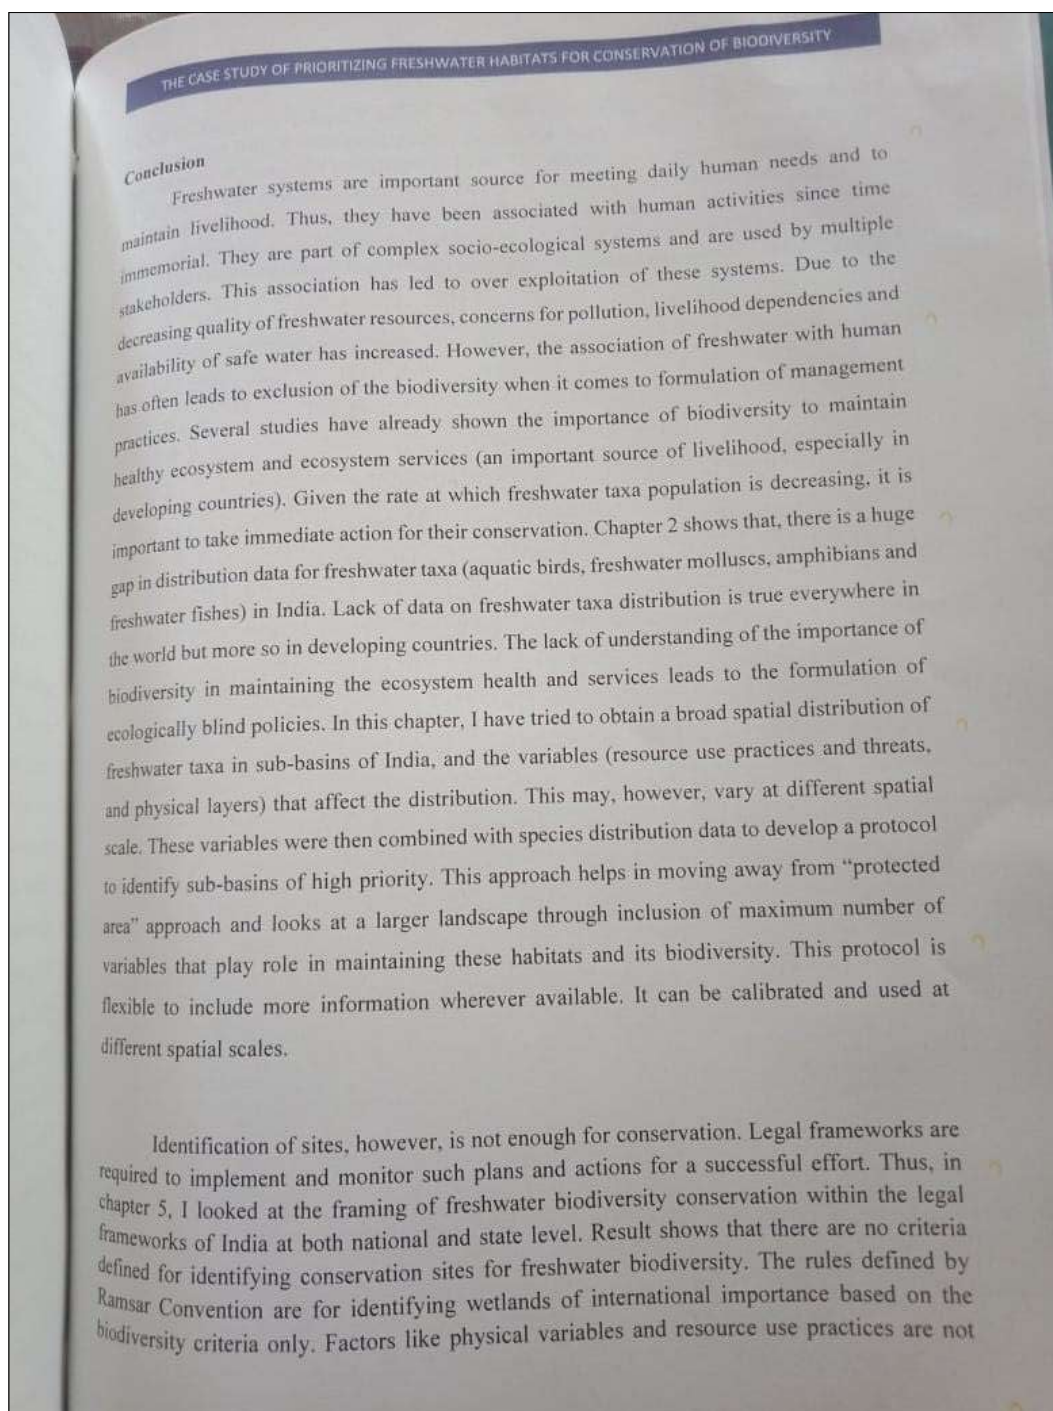 THE CASE STUDY OF PRIORITIZING FRESHWATER HABITATS FOR CONSERVATION OF BIODIVERSITY
Conclusion
Freshwater systems are important source for meeting daily human needs and to
maintain livelihood. Thus, they have been associated with human activities since time
immemorial. They are part of complex socio-ecological systems and are used by multiple
stakeholders. This association has led to over exploitation of these systems. Due to the
decreasing quality of freshwater resources, concerns for pollution, livelihood dependencies and
availability of safe water has increased. However, the association of freshwater with human
has often leads to exclusion of the biodiversity when it comes to formulation of management
practices. Several studies have already shown the importance of biodiversity to maintain
healthy ecosystem and ecosystem services (an important source of livelihood, especially in
developing countries). Given the rate at which freshwater taxa population is decreasing, it is
important to take immediate action for their conservation. Chapter 2 shows that, there is a huge
gap in distribution data for freshwater taxa (aquatic birds, freshwater molluscs, amphibians and
freshwater fishes) in India. Lack of data on freshwater taxa distribution is true everywhere in
the world but more so in developing countries. The lack of understanding of the importance of
biodiversity in maintaining the ecosystem health and services leads to the formulation of
ecologically blind policies. In this chapter, I have tried to obtain a broad spatial distribution of
freshwater taxa in sub-basins of India, and the variables (resource use practices and threats,
and physical layers) that affect the distribution. This may, however, vary at different spatial
scale. These variables were then combined with species distribution data to develop a protocol
to identify sub-basins of high priority. This approach helps in moving away from “protected
area” approach and looks at a larger landscape through inclusion of maximum number of
variables that play role in maintaining these habitats and its biodiversity. This protocol is
flexible to include more information wherever available. It can be calibrated and used at
different spatial scales.
Identification of sites, however, is not enough for conservation. Legal frameworks are
required to implement and monitor such plans and actions for a successful effort. Thus, in
chapter 5, I looked at the framing of freshwater biodiversity conservation within the legal
frameworks of India at both national and state level. Result shows that there are no criteria
defined for identifying conservation sites for freshwater biodiversity. The rules defined by
Ramsar Convention are for identifying wetlands of international importance based on the
biodiversity criteria only. Factors like physical variables and resource use practices are not